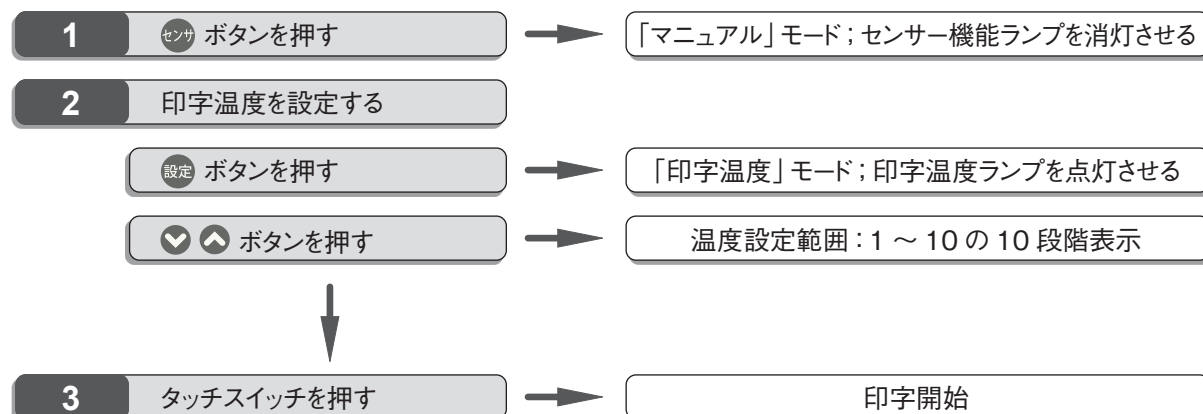 1 センサ ボタンを押す 「マニュアル」モード；センサー機能ランプを消灯させる
2 印字温度を設定する
設定 ボタンを押す 「印字温度」モード；印字温度ランプを点灯させる
ボタンを押す 温度設定範囲：1 ～ 10 の 10 段階表示
3 タッチスイッチを押す 印字開始